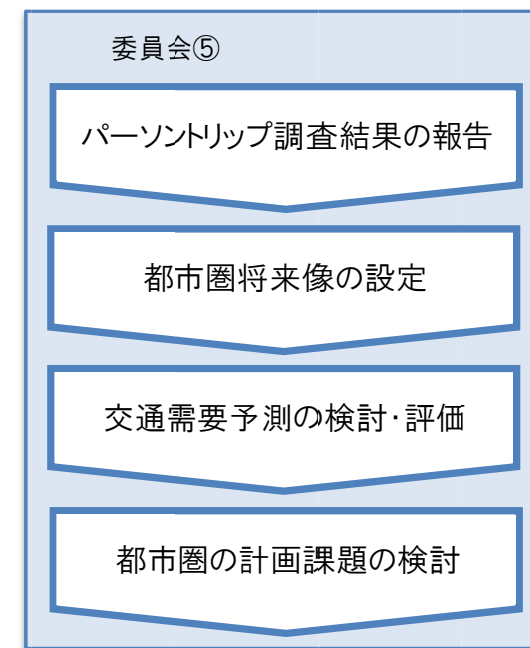 委員会⑤
パーソントリップ調査結果の報告
都市圏将来像の設定
交通需要予測の検討・評価
都市圏の計画課題の検討